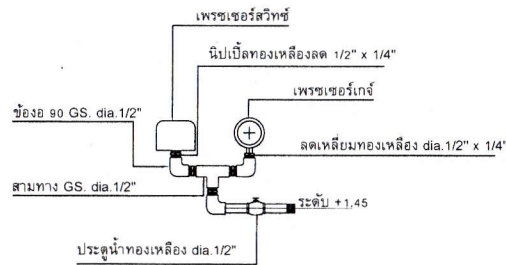 เพรชเชอร์สวิทซ์
นิปเปิ้ลทองเหลืองลด 1/2" x 1/4"
เพรชเซอร์เกจ์
ข้องอ 90 GS. dia.1/2"
ลดเหลี่ยมทองเหลือง dia.1/2" x 1/4"
สามทาง GS. dia.1/2"
ระดับ +1.45
ประตูน้ำทองเหลือง dia.1/2"